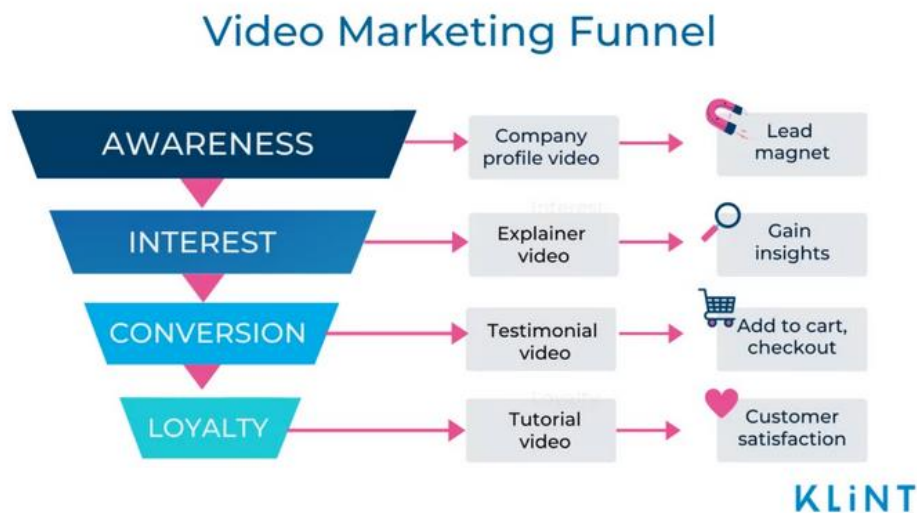 Video Marketing Funnel
AWARENESS
Company
profile video
Lead
magnet
INTEREST
Explainer
video
Gain
insights
CONVERSION
Testimonial
video
Add to cart,
checkout
LOYALTY
Tutorial
video
Customer
satisfaction
KLiNT